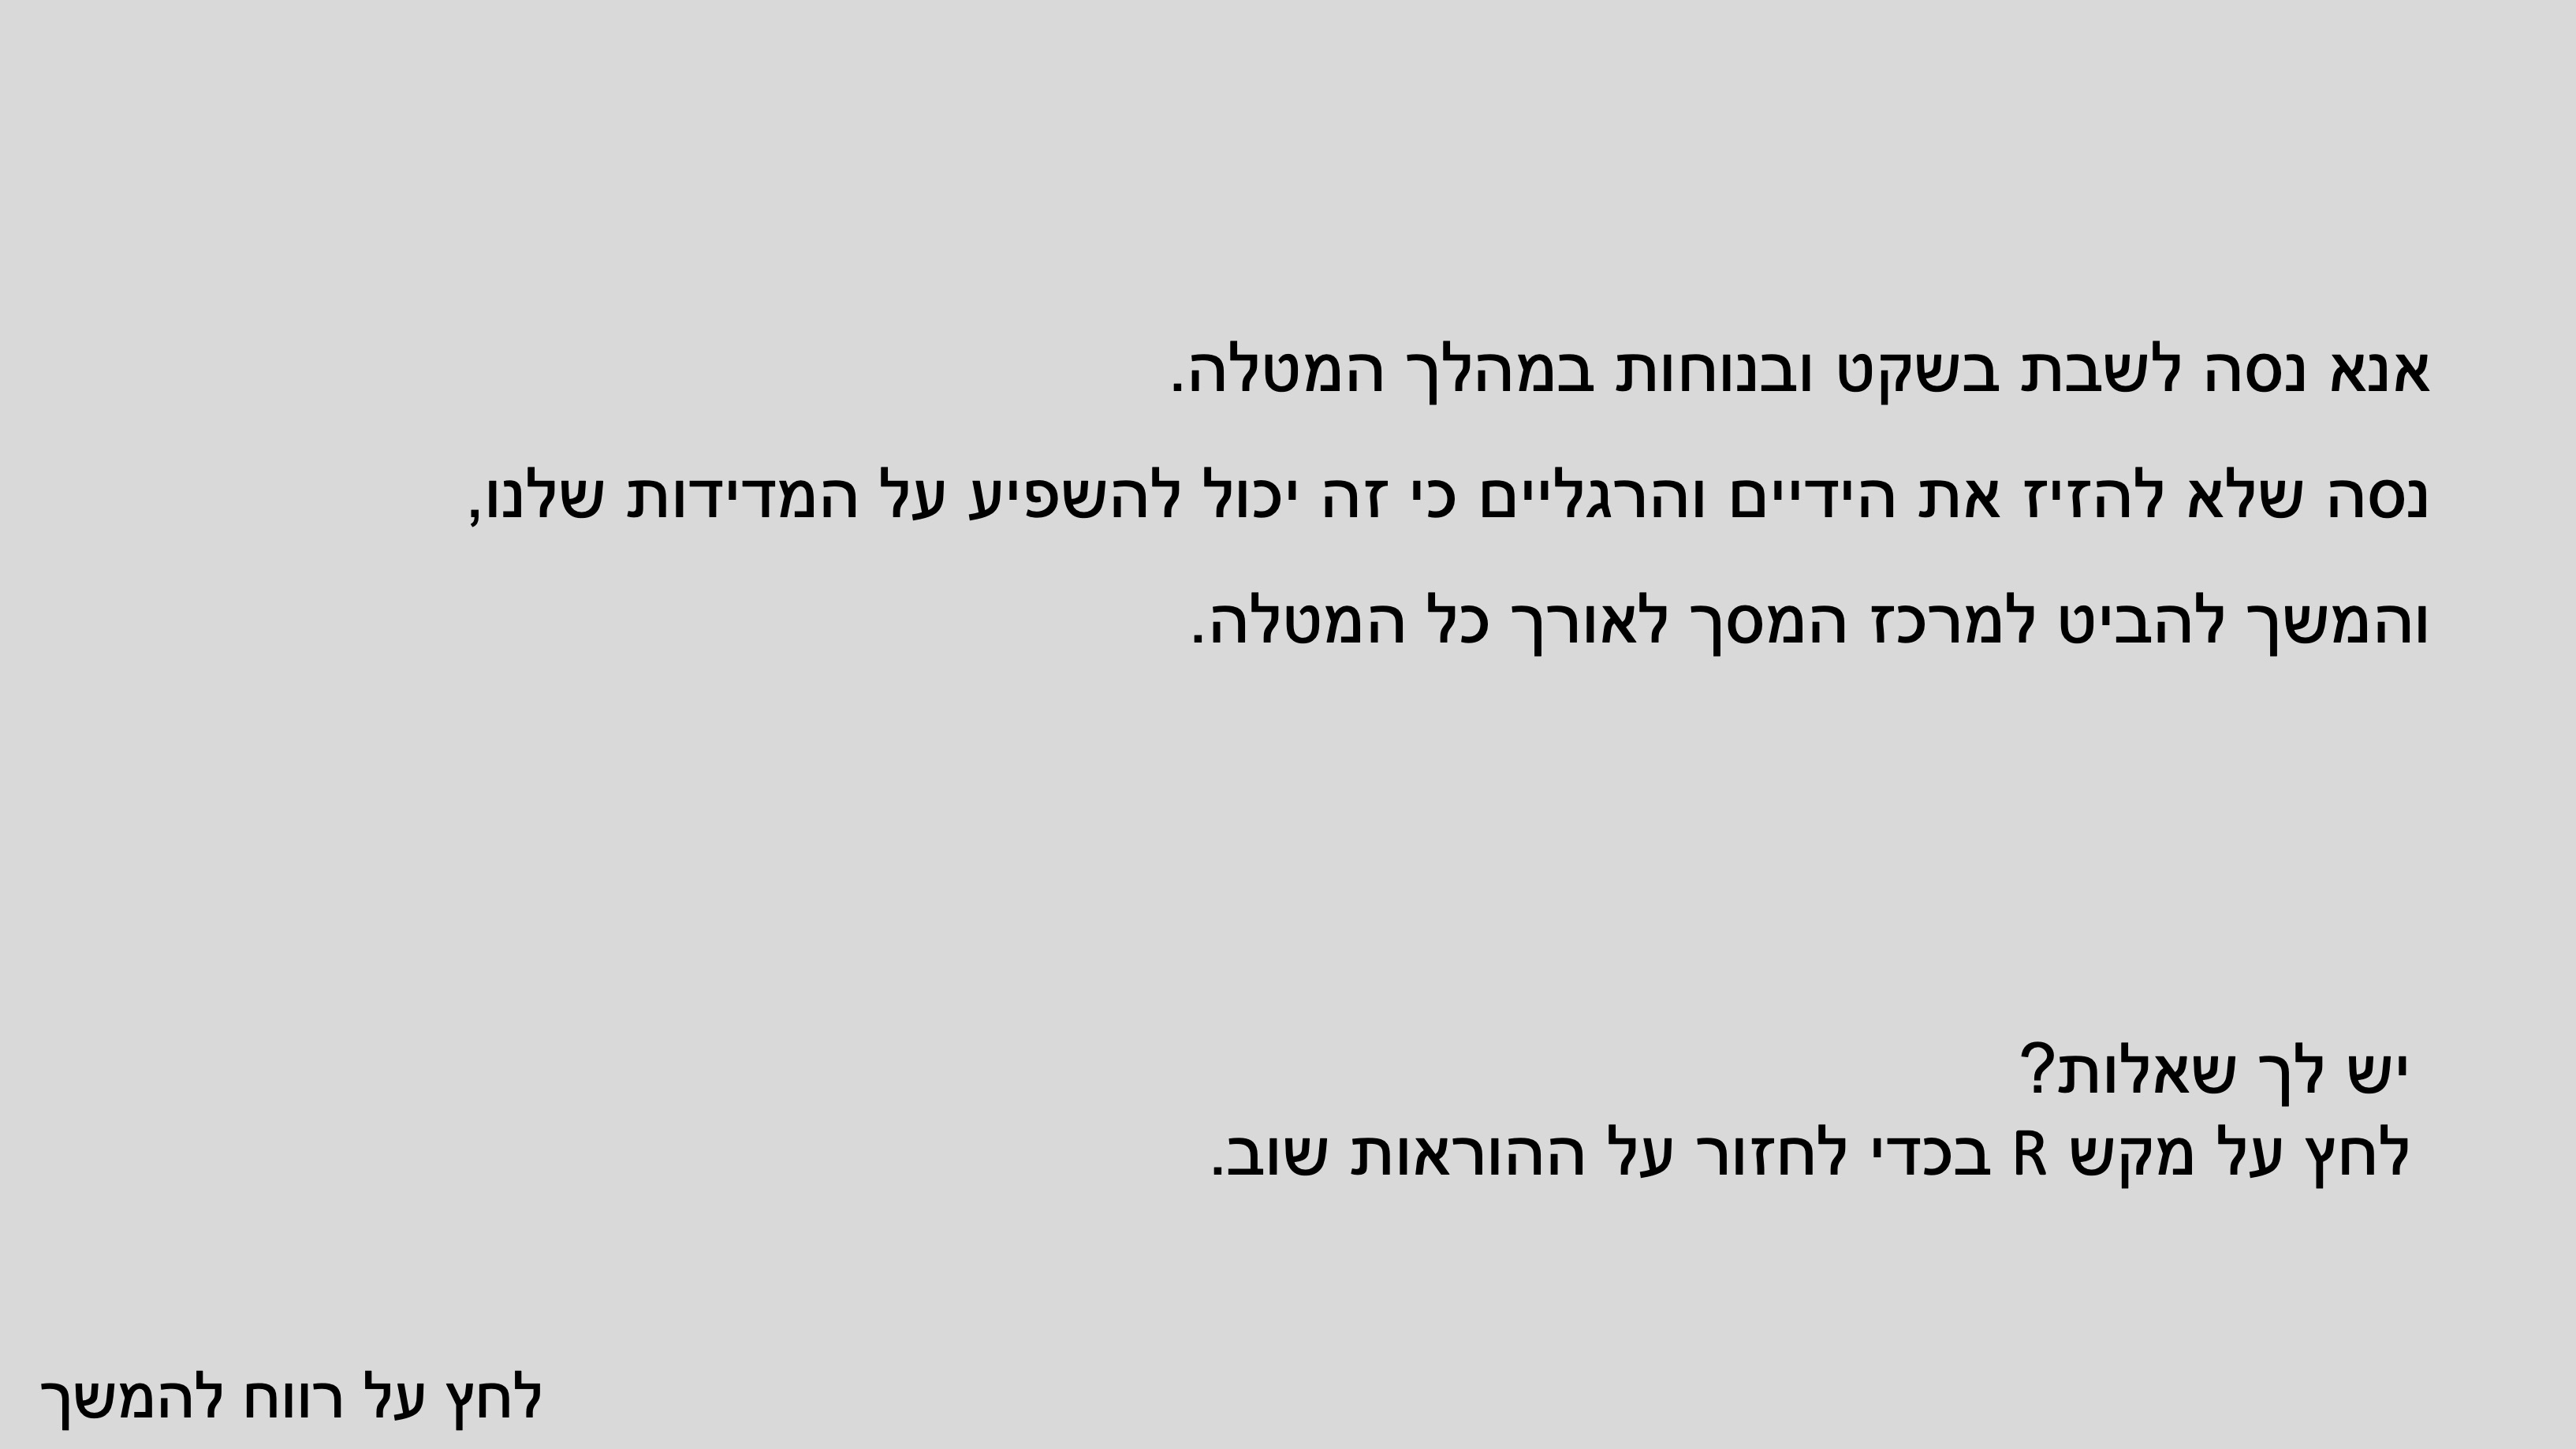 אנא נסה לשבת בשקט ובנוחות במהלך המטלה.
נסה שלא להזיז את הידיים והרגליים כי זה יכול להשפיע על המדידות שלנו,
והמשך להביט למרכז המסך לאורך כל המטלה.
יש לך שאלות?
לחץ על מקש R בכדי לחזור על ההוראות שוב.
לחץ על רווח להמשך